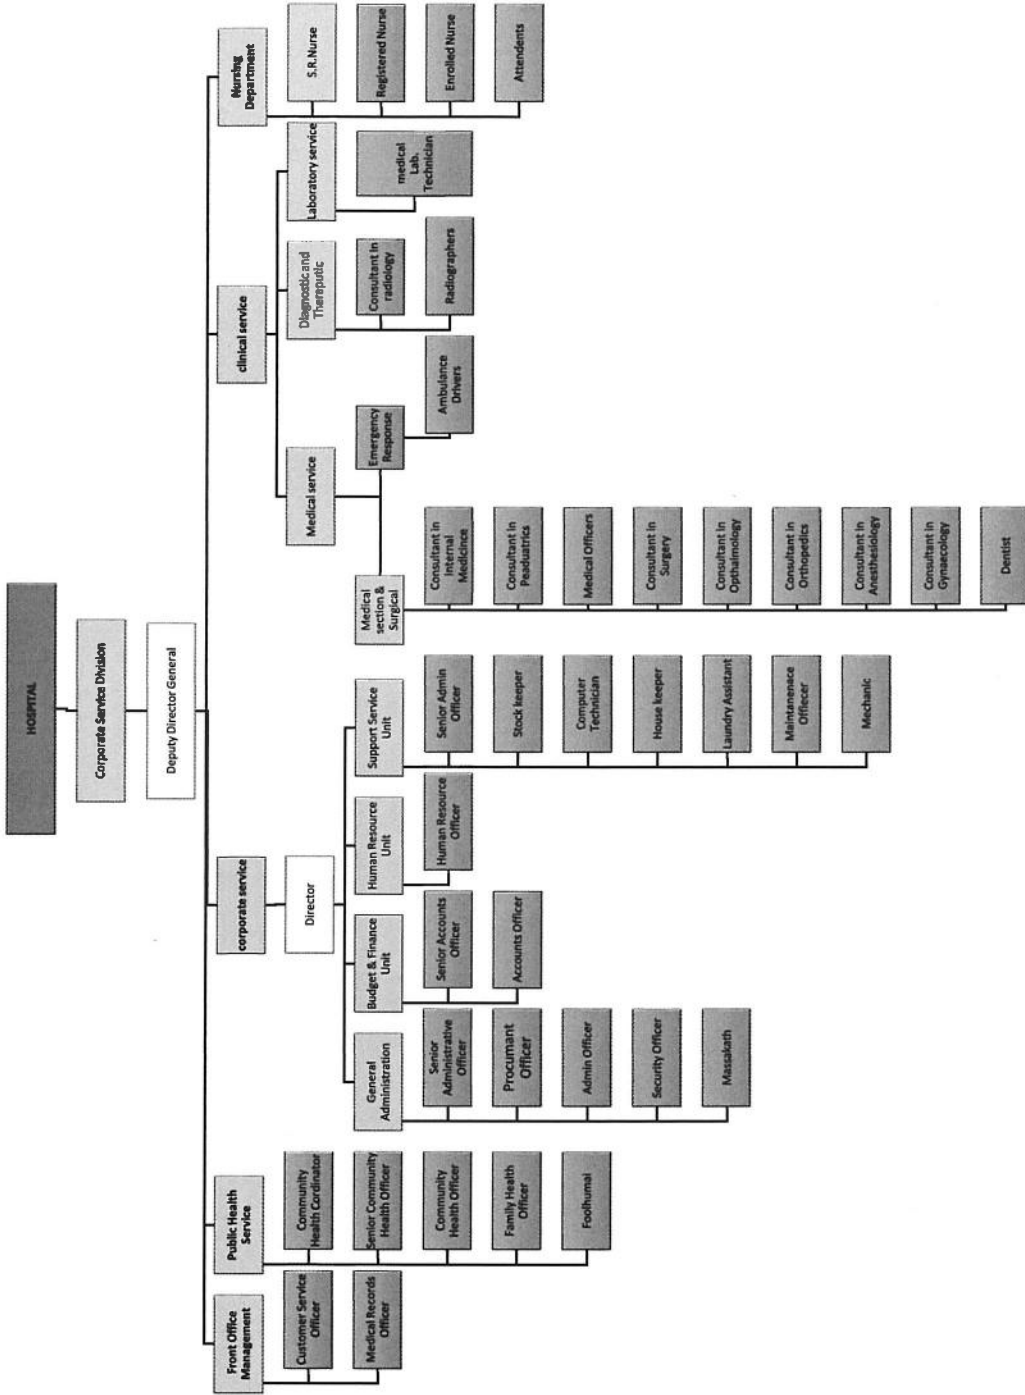 HOSPITAL
Corporate Service Division
Deputy Director General
Front Office
Management
Customer Service
Officer
Medical Records
Officer
Public Health
Service
Community
Health Cordinator
Senior Community
Health Officer
Community
Health Officer
Family Health
Officer
Foolhumai
corporate service
Director
General
Administration
Senior
Administrative
Officer
Procumant
Officer
Admin Officer
Security Officer
Massakath
Budget & Finance
Unit
Senior Accounts
Officer
Accounts Officer
Human Resource
Unit
Human Resource
Officer
Support Service
Unit
Senior Admin
Officer
Stock keeper
Computer
Technician
House keeper
Laundry Assistant
Maintanenace
Offiecer
Mechanic
clinical service
Medical service
Medical
section &
Surgical
Consultant in
Internal
Medicince
Consultant in
Peaduatrics
Medical Officers
Consultant in
Surgery
Consultant in
Opthalmology
Consultant in
Orthopedics
Consultant in
Anesthesiology
Consultant in
Gynaecology
Dentist
Emergency
Response
Ambulance
Drivers
Diagnostic and
Theraputic
Consultant in
radiology
Radiographers
Laboratory service
medical
Lab.
Technician
Nursing
Department
S.R.Nurse
Registered Nurse
Enrolled Nurse
Attendents